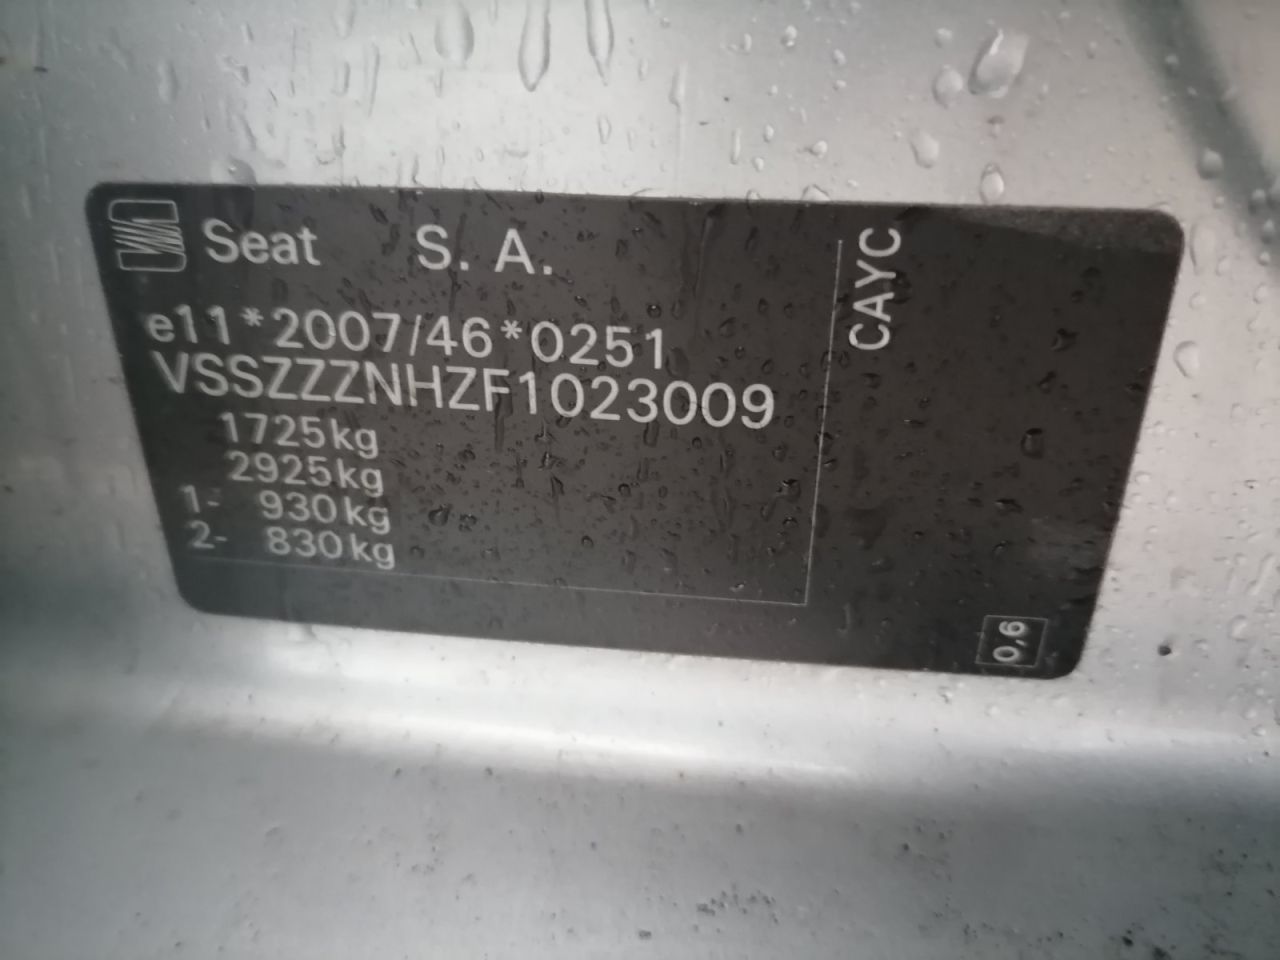 Seat S. A.
e11*2007/46*0251
VSSZZZNHZF1023009
1725kg
2925kg
1- 930kg
2- 830kg
CAYC
0,6